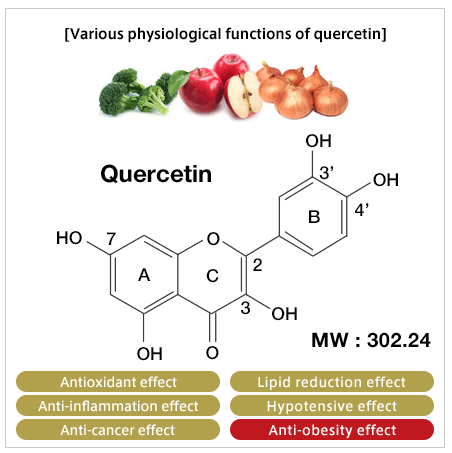 [Various physiological functions of quercetin]
Quercetin
OH
3’
OH
4’
B
HO
7
O
2
A
C
3
OH
OH
O
MW : 302.24
Antioxidant effect
Lipid reduction effect
Anti-inflammation effect
Hypotensive effect
Anti-cancer effect
Anti-obesity effect